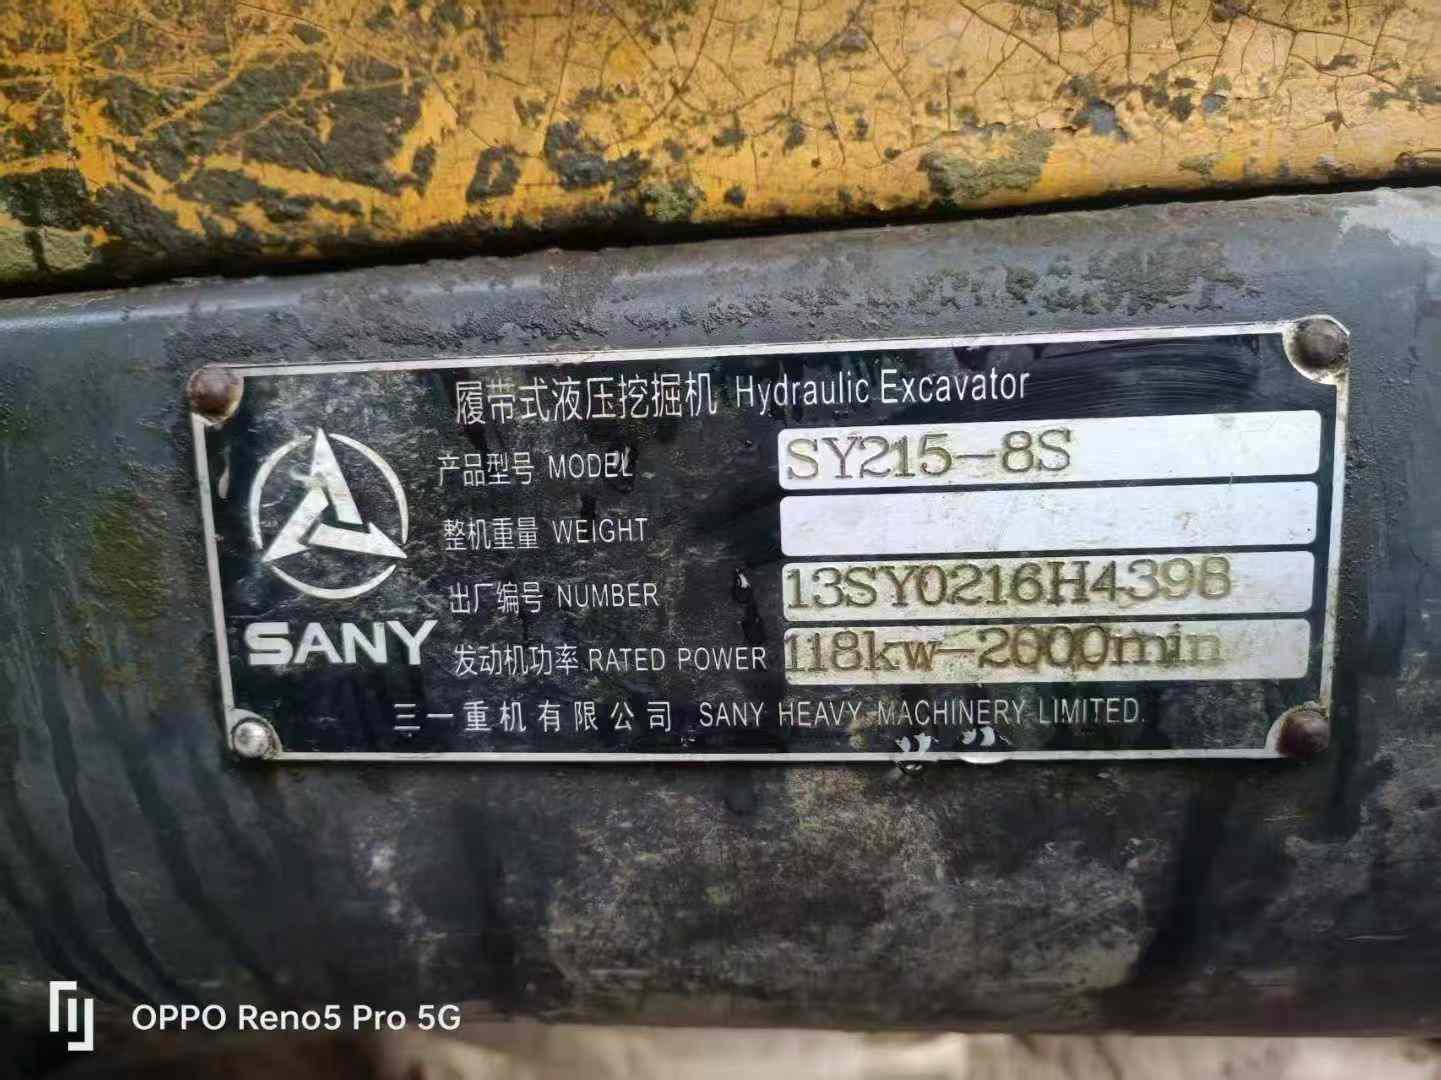 履带式液压挖掘机 Hydraulic Excavator
产品型号 MODEL SY215-8S
整机重量 WEIGHT
出厂编号 NUMBER 13SY0216H4398
SANY
发动机功率 RATED POWER 118kw-2000min
三一重机有限公司 SANY HEAVY MACHINERY LIMITED.
OPPO Reno5 Pro 5G